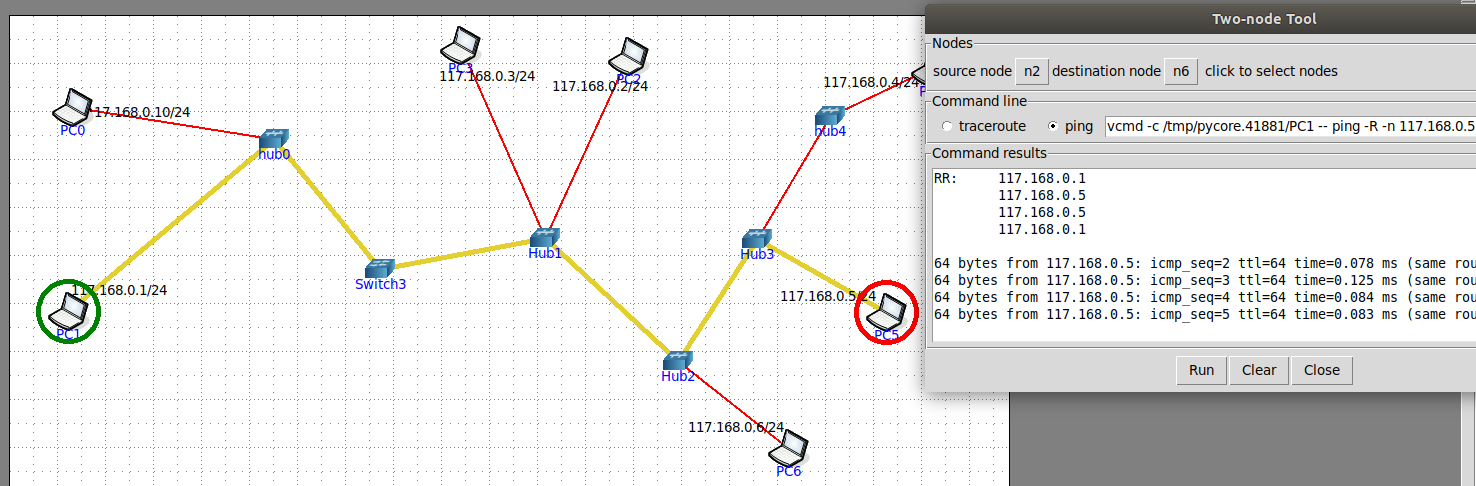 PC3
117.168.0.3/24
PC2
117.168.0.2/24
17.168.0.10/24
PC0
hub0
117.168.0.4/24
hub4
Hub1
Hub3
Switch3
117.168.0.1/24
PC1
117.168.0.5/24
PC5
Hub2
117.168.0.6/24
PC6
Two-node Tool
Nodes
source node n2 destination node n6 click to select nodes
Command line
traceroute ping vcmd -c /tmp/pycore.41881/PC1 -- ping -R -n 117.168.0.5
Command results
RR: 117.168.0.1
117.168.0.5
117.168.0.5
117.168.0.1
64 bytes from 117.168.0.5: icmp_seq=2 ttl=64 time=0.078 ms (same rou
64 bytes from 117.168.0.5: icmp_seq=3 ttl=64 time=0.125 ms (same rou
64 bytes from 117.168.0.5: icmp_seq=4 ttl=64 time=0.084 ms (same rou
64 bytes from 117.168.0.5: icmp_seq=5 ttl=64 time=0.083 ms (same rou
Run Clear Close